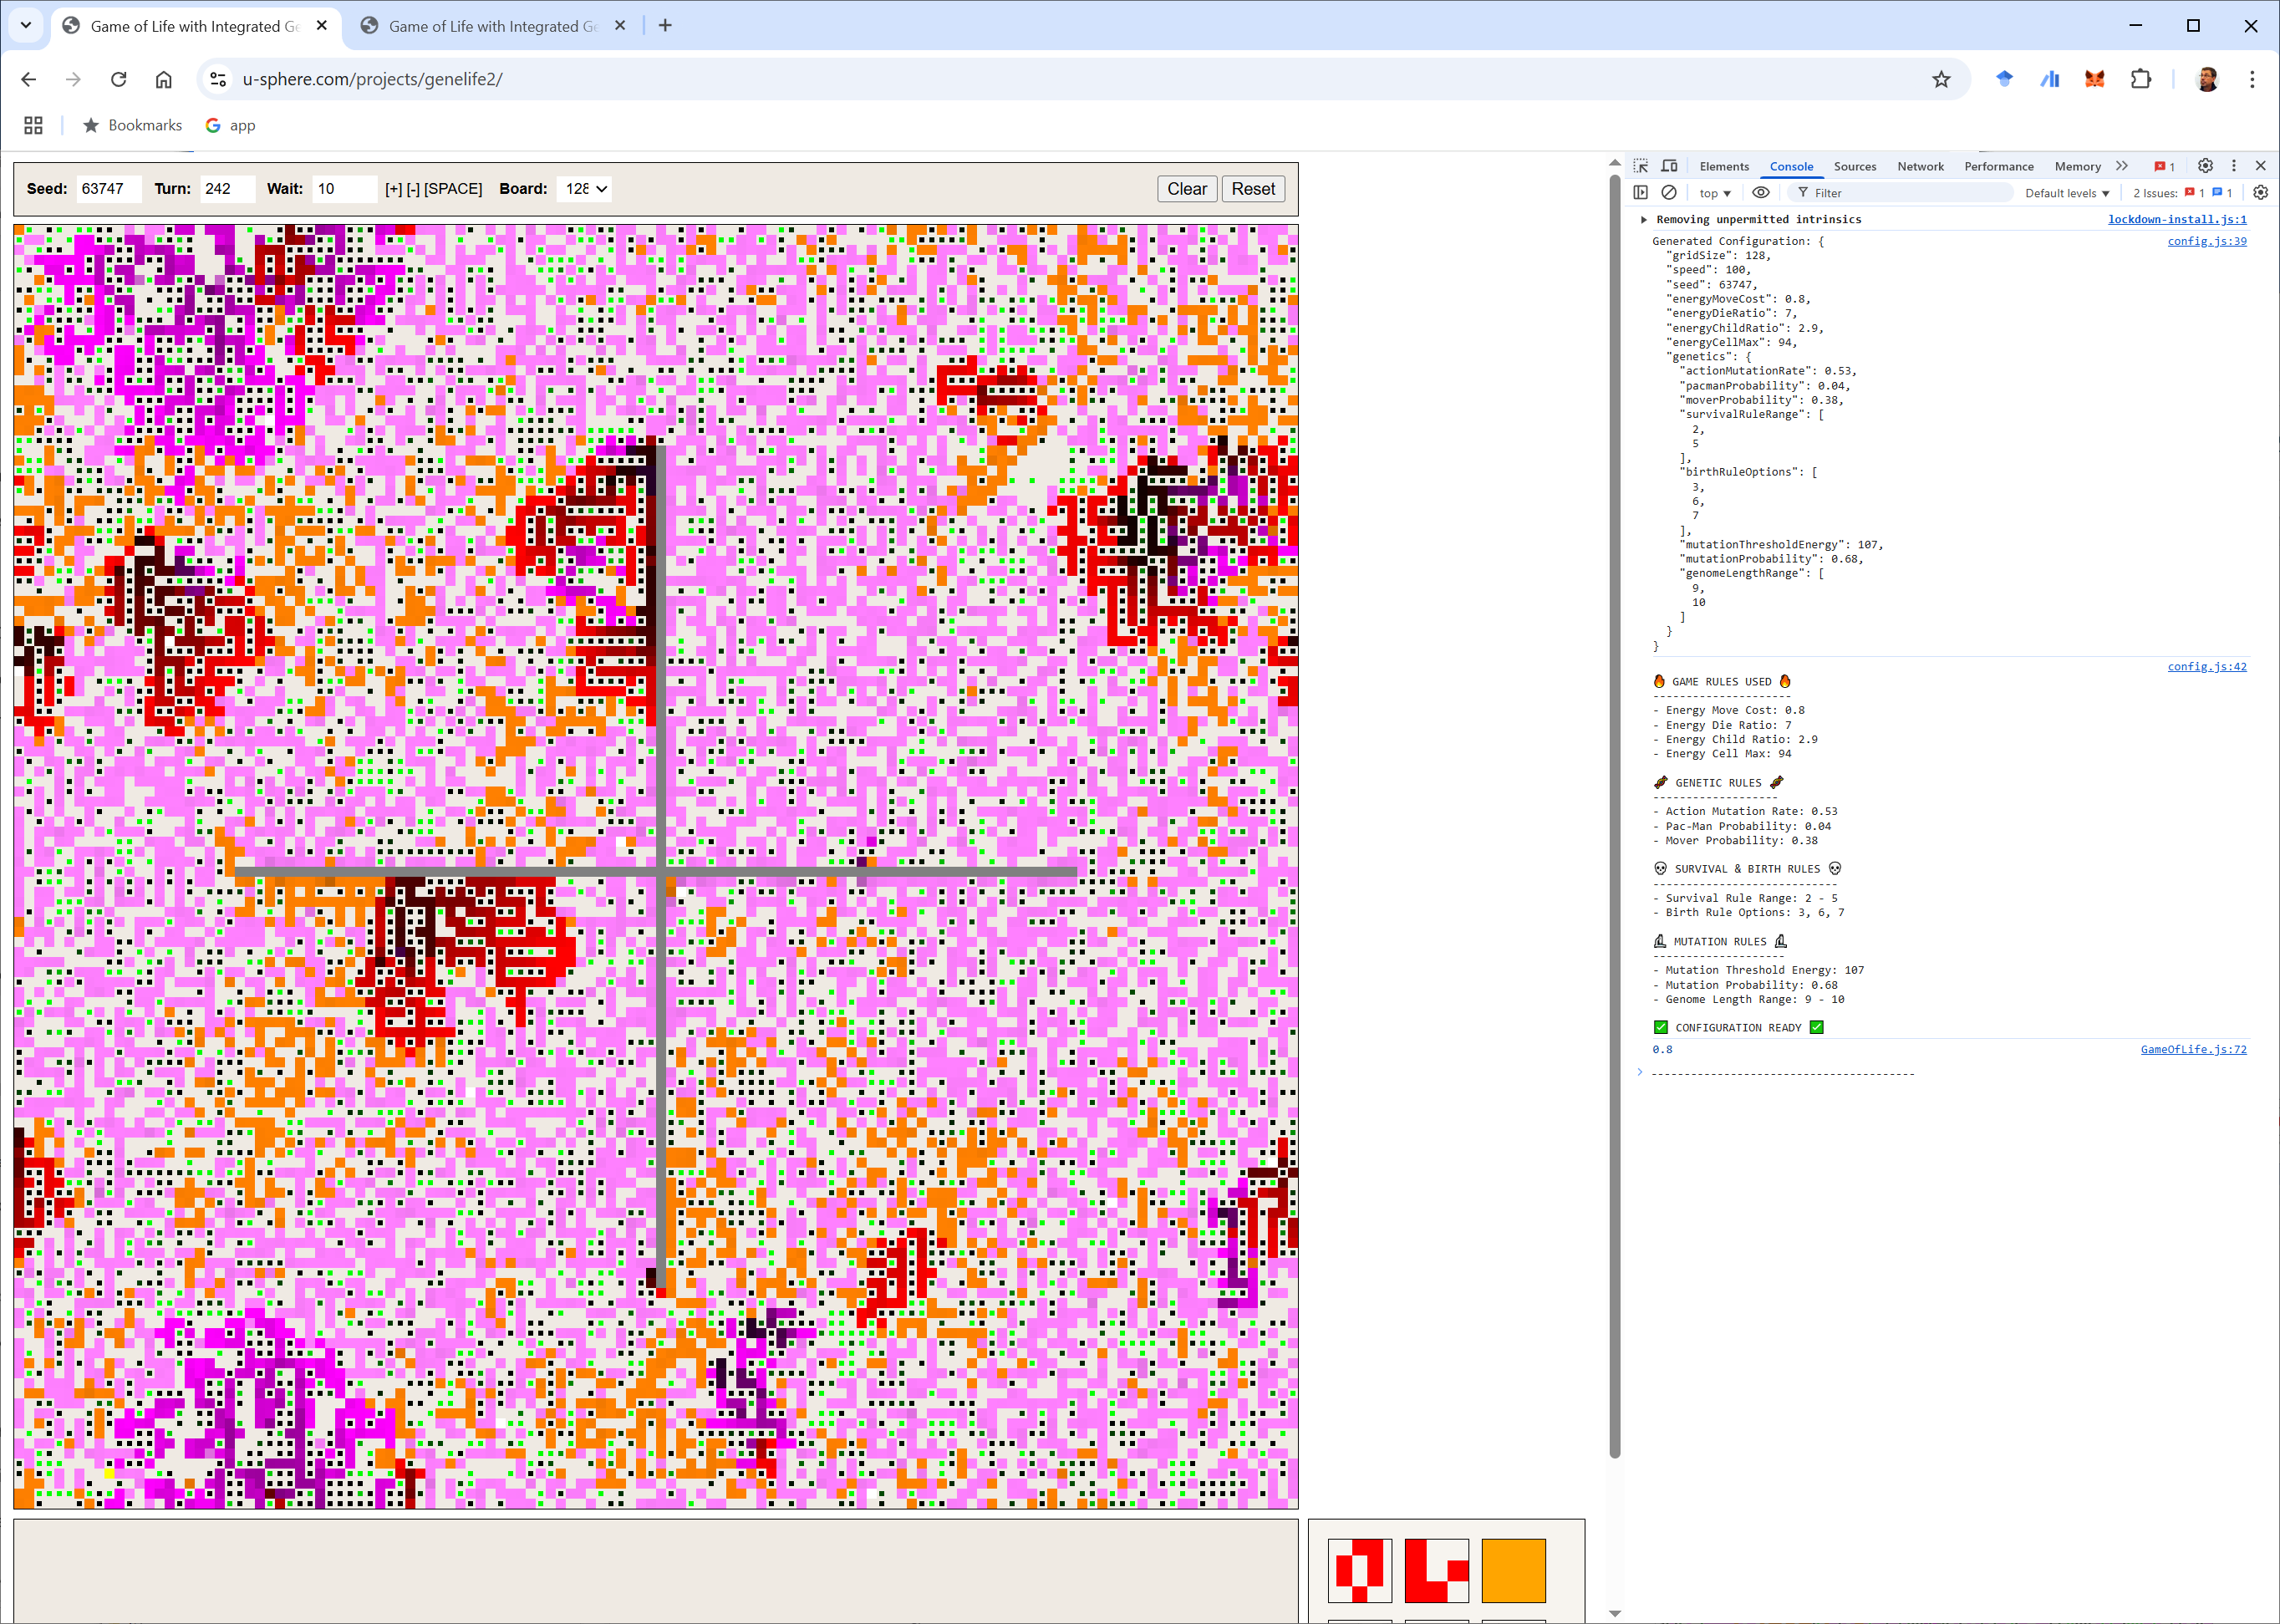 Game of Life with Integrated Ge
Game of Life with Integrated Ge
u-sphere.com/projects/genelife2/
Bookmarks
app
Seed: 63747 Turn: 242 Wait: 10 [+] [-] [SPACE] Board: 128 Clear Reset
Elements Console Sources Network Performance Memory 1
top Filter Default levels 2 Issues: 1 1
Removing unpermitted intrinsics lockdown-install.js:1
Generated Configuration: { config.js:39
"gridSize": 128,
"speed": 100,
"seed": 63747,
"energyMoveCost": 0.8,
"energyDieRatio": 7,
"energyChildRatio": 2.9,
"energyCellMax": 94,
"genetics": {
"actionMutationRate": 0.53,
"pacmanProbability": 0.04,
"moverProbability": 0.38,
"survivalRuleRange": [
2,
5
],
"birthRuleOptions": [
3,
6,
7
],
"mutationThresholdEnergy": 107,
"mutationProbability": 0.68,
"genomeLengthRange": [
9,
10
]
}
}
config.js:42
🔥 GAME RULES USED 🔥
---------------------
- Energy Move Cost: 0.8
- Energy Die Ratio: 7
- Energy Child Ratio: 2.9
- Energy Cell Max: 94
GENETIC RULES
-------------------
- Action Mutation Rate: 0.53
- Pac-Man Probability: 0.04
- Mover Probability: 0.38
💀 SURVIVAL & BIRTH RULES 💀
----------------------------
- Survival Rule Range: 2 - 5
- Birth Rule Options: 3, 6, 7
MUTATION RULES
--------------------
- Mutation Threshold Energy: 107
- Mutation Probability: 0.68
- Genome Length Range: 9 - 10
✅ CONFIGURATION READY ✅
0.8 GameOfLife.js:72
----------------------------------------